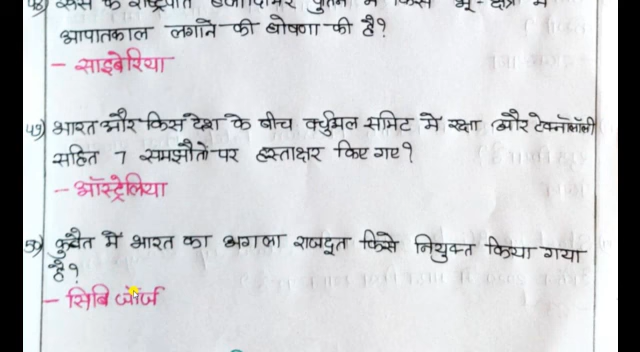 48) रूस के राष्ट्रपति व्लादिमिर पुतिन ने किस भू-क्षेत्र में
आपातकाल लगाने की घोषणा की है?
- साइबेरिया
49) भारत और किस देश के बीच वर्चुअल समिट में रक्षा और टेक्नॉलॉजी
सहित 7 समझौतों पर हस्ताक्षर किए गए?
- ऑस्ट्रेलिया
50) कुवैत में भारत का अगला राजदूत किसे नियुक्त किया गया
है?
- सिबि जॉर्ज